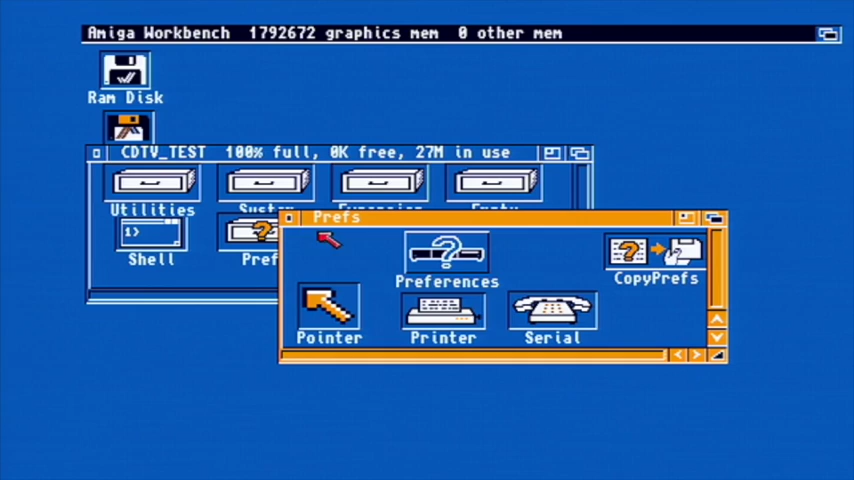 Amiga Workbench 1792672 graphics mem 0 other mem
Ram Disk
CDTV_TEST 100% full, 0K free, 27M in use
Utilities
Shell
Prefs
1>
Preferences
CopyPrefs
Pointer
Printer
Serial